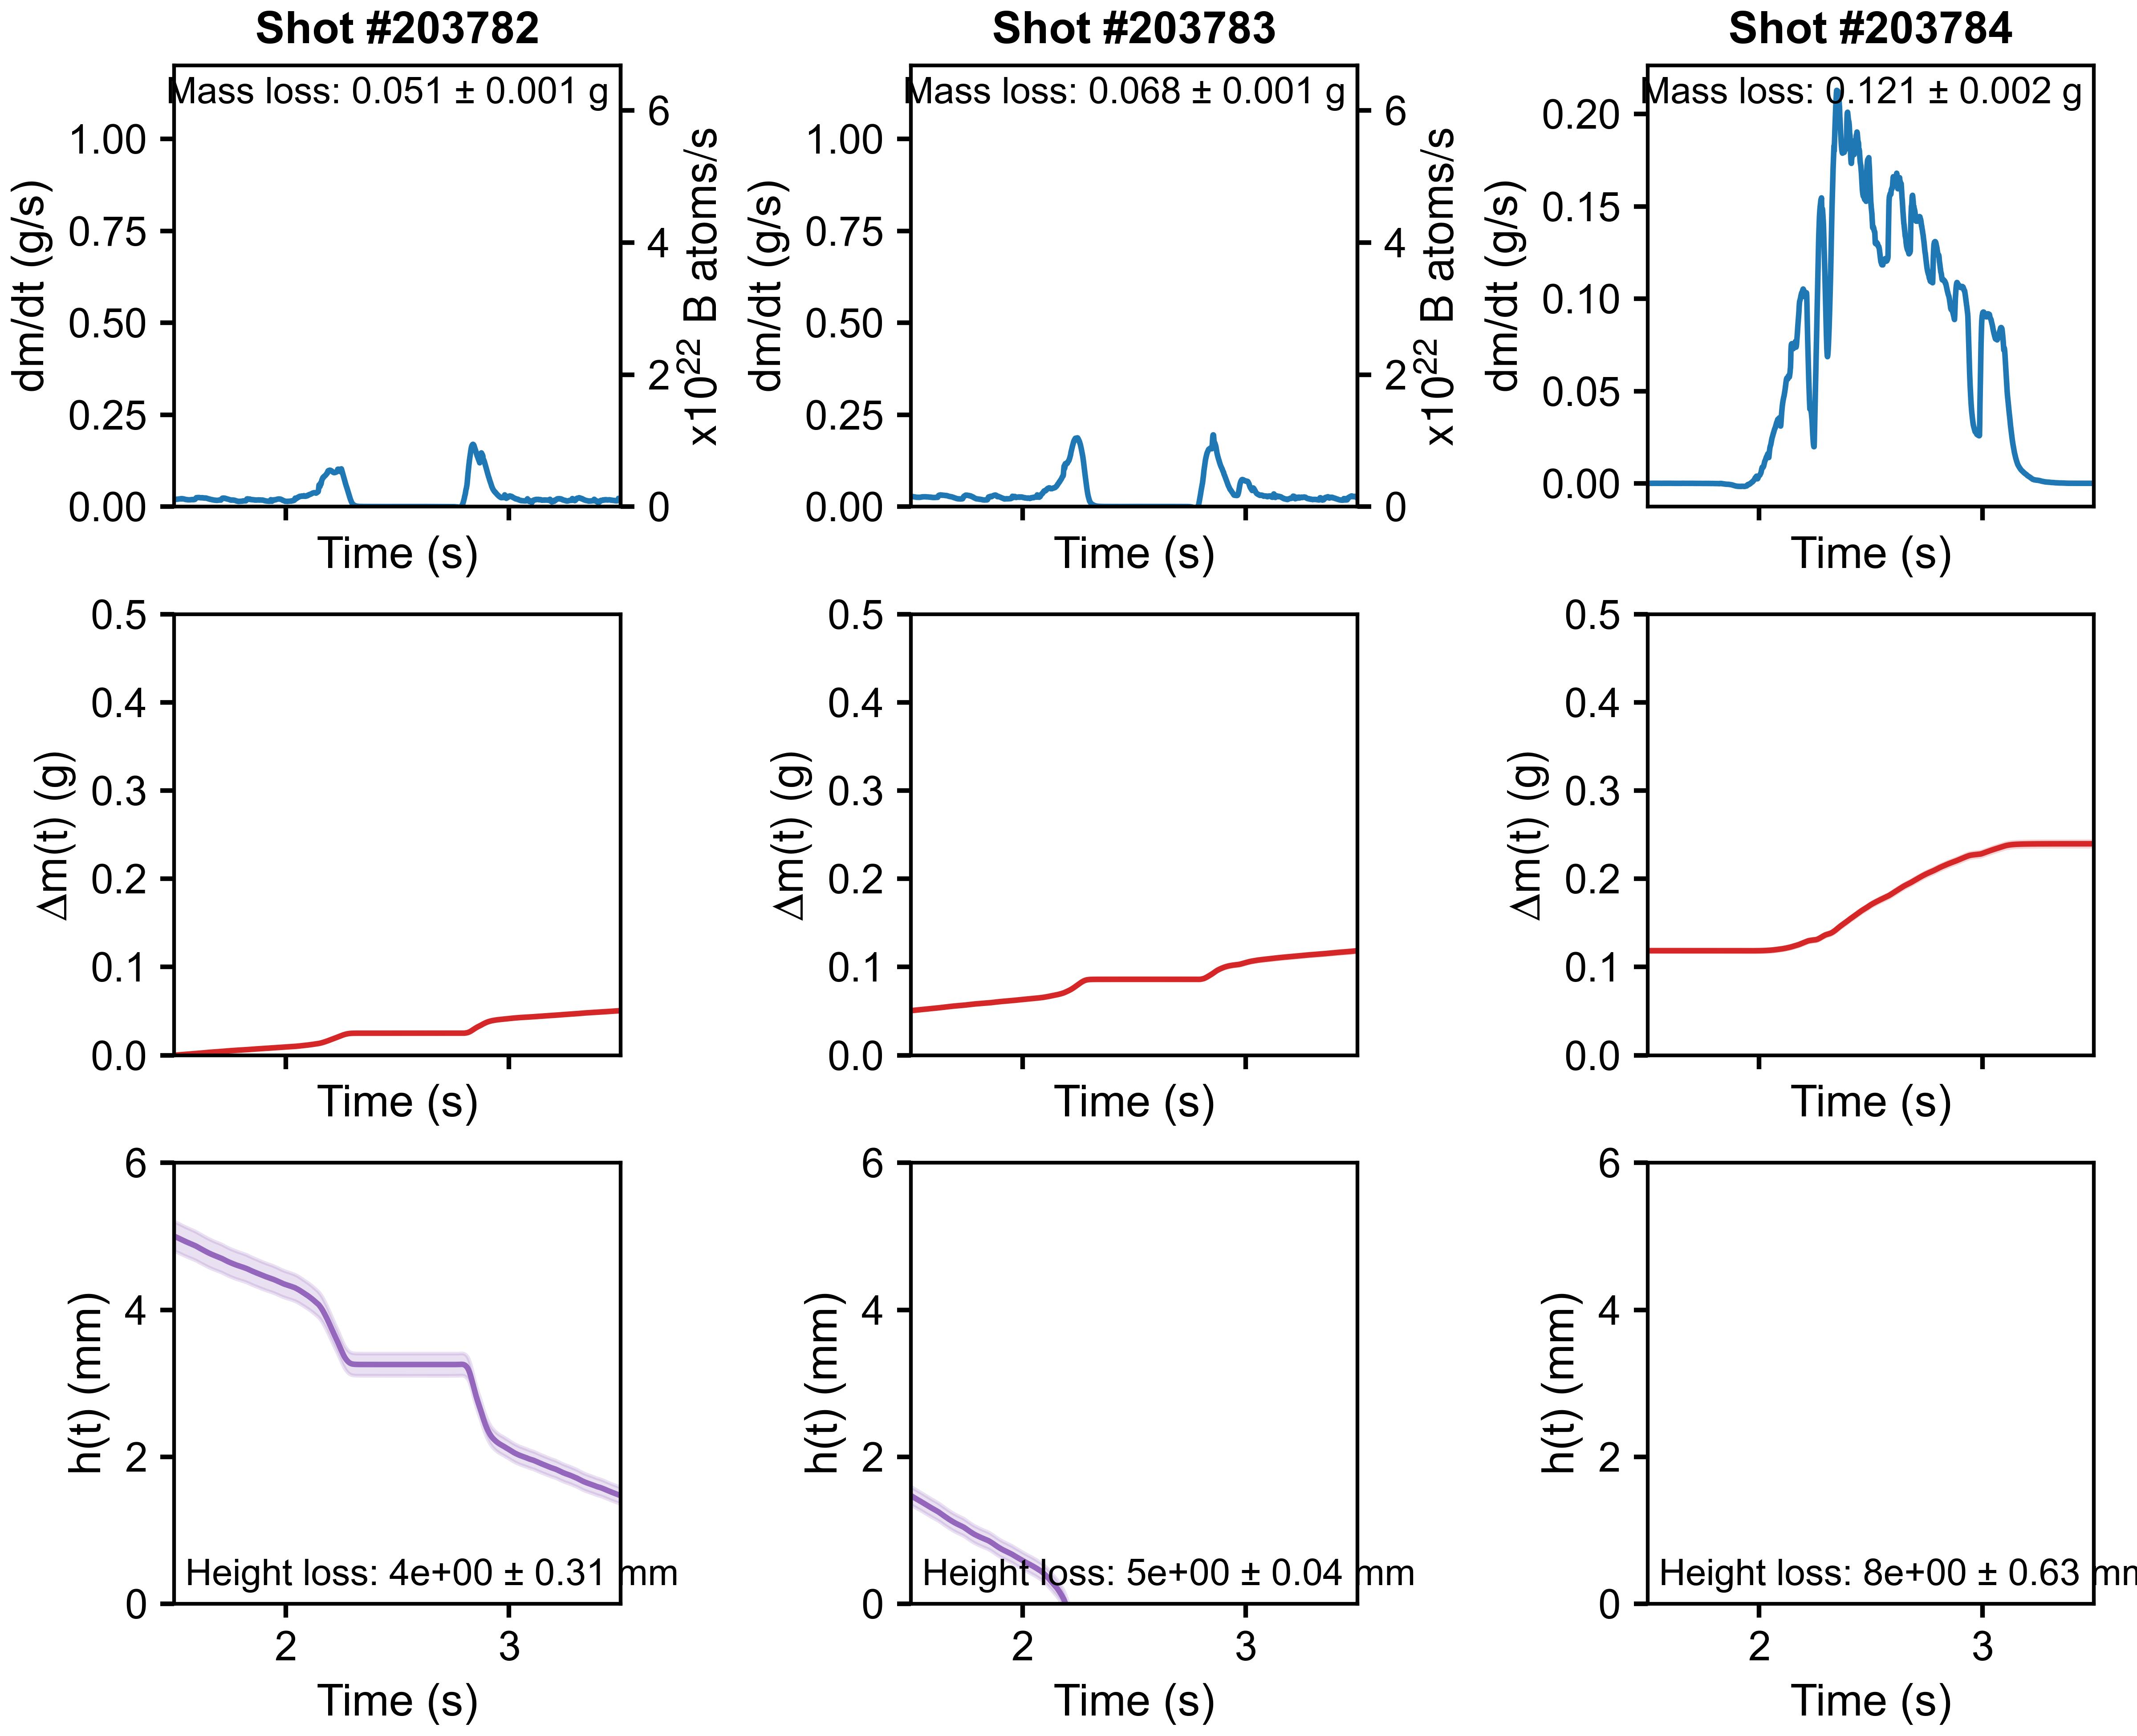 Shot #203782
Shot #203783
Shot #203784
Mass loss: 0.051 ± 0.001 g
Mass loss: 0.068 ± 0.001 g
Mass loss: 0.121 ± 0.002 g
dm/dt (g/s)
1.00
0.75
0.50
0.25
0.00
6
4
2
0
x10²² B atoms/s
Time (s)
dm/dt (g/s)
1.00
0.75
0.50
0.25
0.00
6
4
2
0
x10²² B atoms/s
Time (s)
dm/dt (g/s)
0.20
0.15
0.10
0.05
0.00
Time (s)
Δm(t) (g)
0.5
0.4
0.3
0.2
0.1
0.0
Time (s)
Δm(t) (g)
0.5
0.4
0.3
0.2
0.1
0.0
Time (s)
Δm(t) (g)
0.5
0.4
0.3
0.2
0.1
0.0
Time (s)
h(t) (mm)
6
4
2
0
Height loss: 4e+00 ± 0.31 mm
2 3
Time (s)
h(t) (mm)
6
4
2
0
Height loss: 5e+00 ± 0.04 mm
2 3
Time (s)
h(t) (mm)
6
4
2
0
Height loss: 8e+00 ± 0.63 mm
2 3
Time (s)